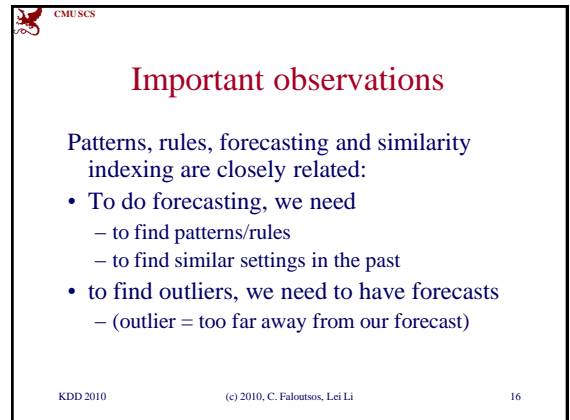 CMU SCS
Important observations
Patterns, rules, forecasting and similarity
indexing are closely related:
• To do forecasting, we need
– to find patterns/rules
– to find similar settings in the past
• to find outliers, we need to have forecasts
– (outlier = too far away from our forecast)
KDD 2010 (c) 2010, C. Faloutsos, Lei Li 16